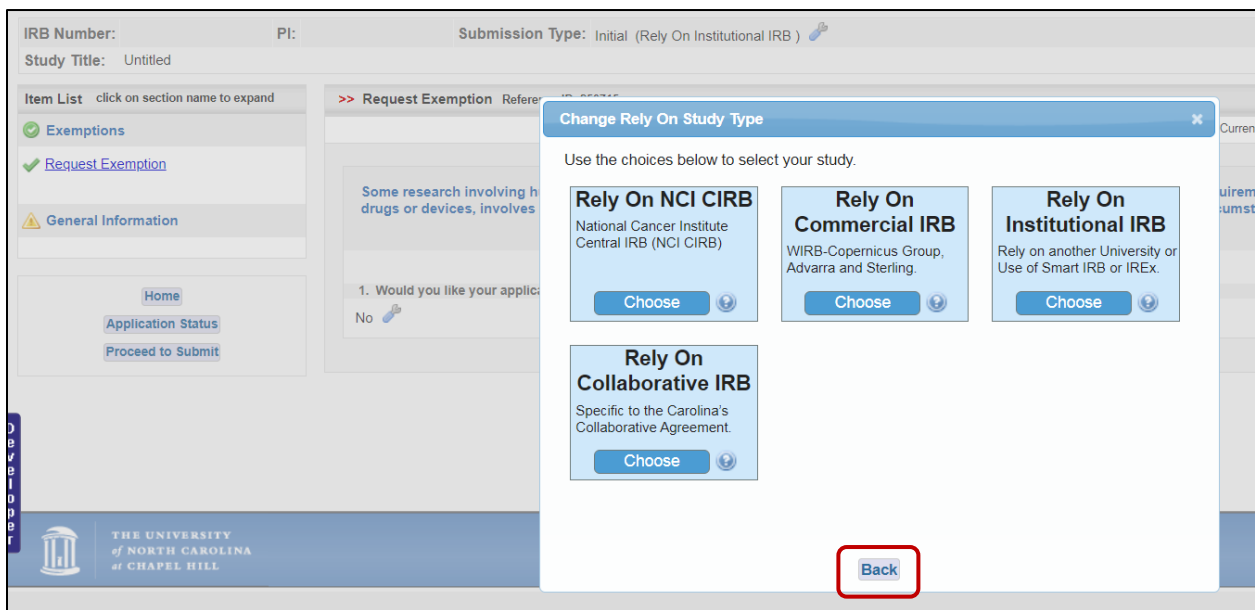 IRB Number: PI: Submission Type: Initial (Rely On Institutional IRB )
Study Title: Untitled
Item List click on section name to expand
Exemptions
Request Exemption
General Information
Home
Application Status
Proceed to Submit
>> Request Exemption
Curren
Some research involving h
drugs or devices, involves
uirem
cumst
1. Would you like your applica
No
Change Rely On Study Type
Use the choices below to select your study.
Rely On NCI CIRB
National Cancer Institute
Central IRB (NCI CIRB)
Choose
Rely On
Commercial IRB
WIRB-Copernicus Group,
Advarra and Sterling.
Choose
Rely On
Institutional IRB
Rely on another University or
Use of Smart IRB or IREx.
Choose
Rely On
Collaborative IRB
Specific to the Carolina's
Collaborative Agreement.
Choose
Back
Developer
THE UNIVERSITY
of NORTH CAROLINA
at CHAPEL HILL